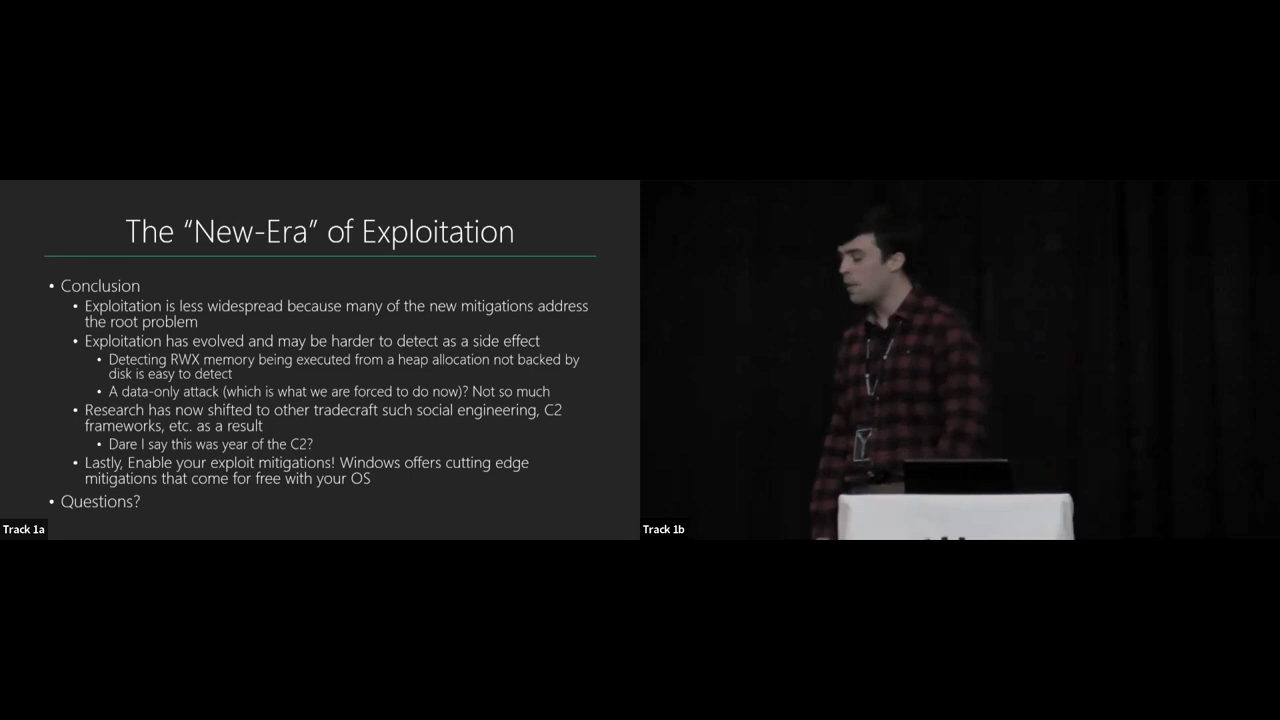 The “New-Era” of Exploitation
• Conclusion
• Exploitation is less widespread because many of the new mitigations address
the root problem
• Exploitation has evolved and may be harder to detect as a side effect
• Detecting RWX memory being executed from a heap allocation not backed by
disk is easy to detect
• A data-only attack (which is what we are forced to do now)? Not so much
• Research has now shifted to other tradecraft such social engineering, C2
frameworks, etc. as a result
• Dare I say this was year of the C2?
• Lastly, Enable your exploit mitigations! Windows offers cutting edge
mitigations that come for free with your OS
• Questions?
Track 1a
Track 1b